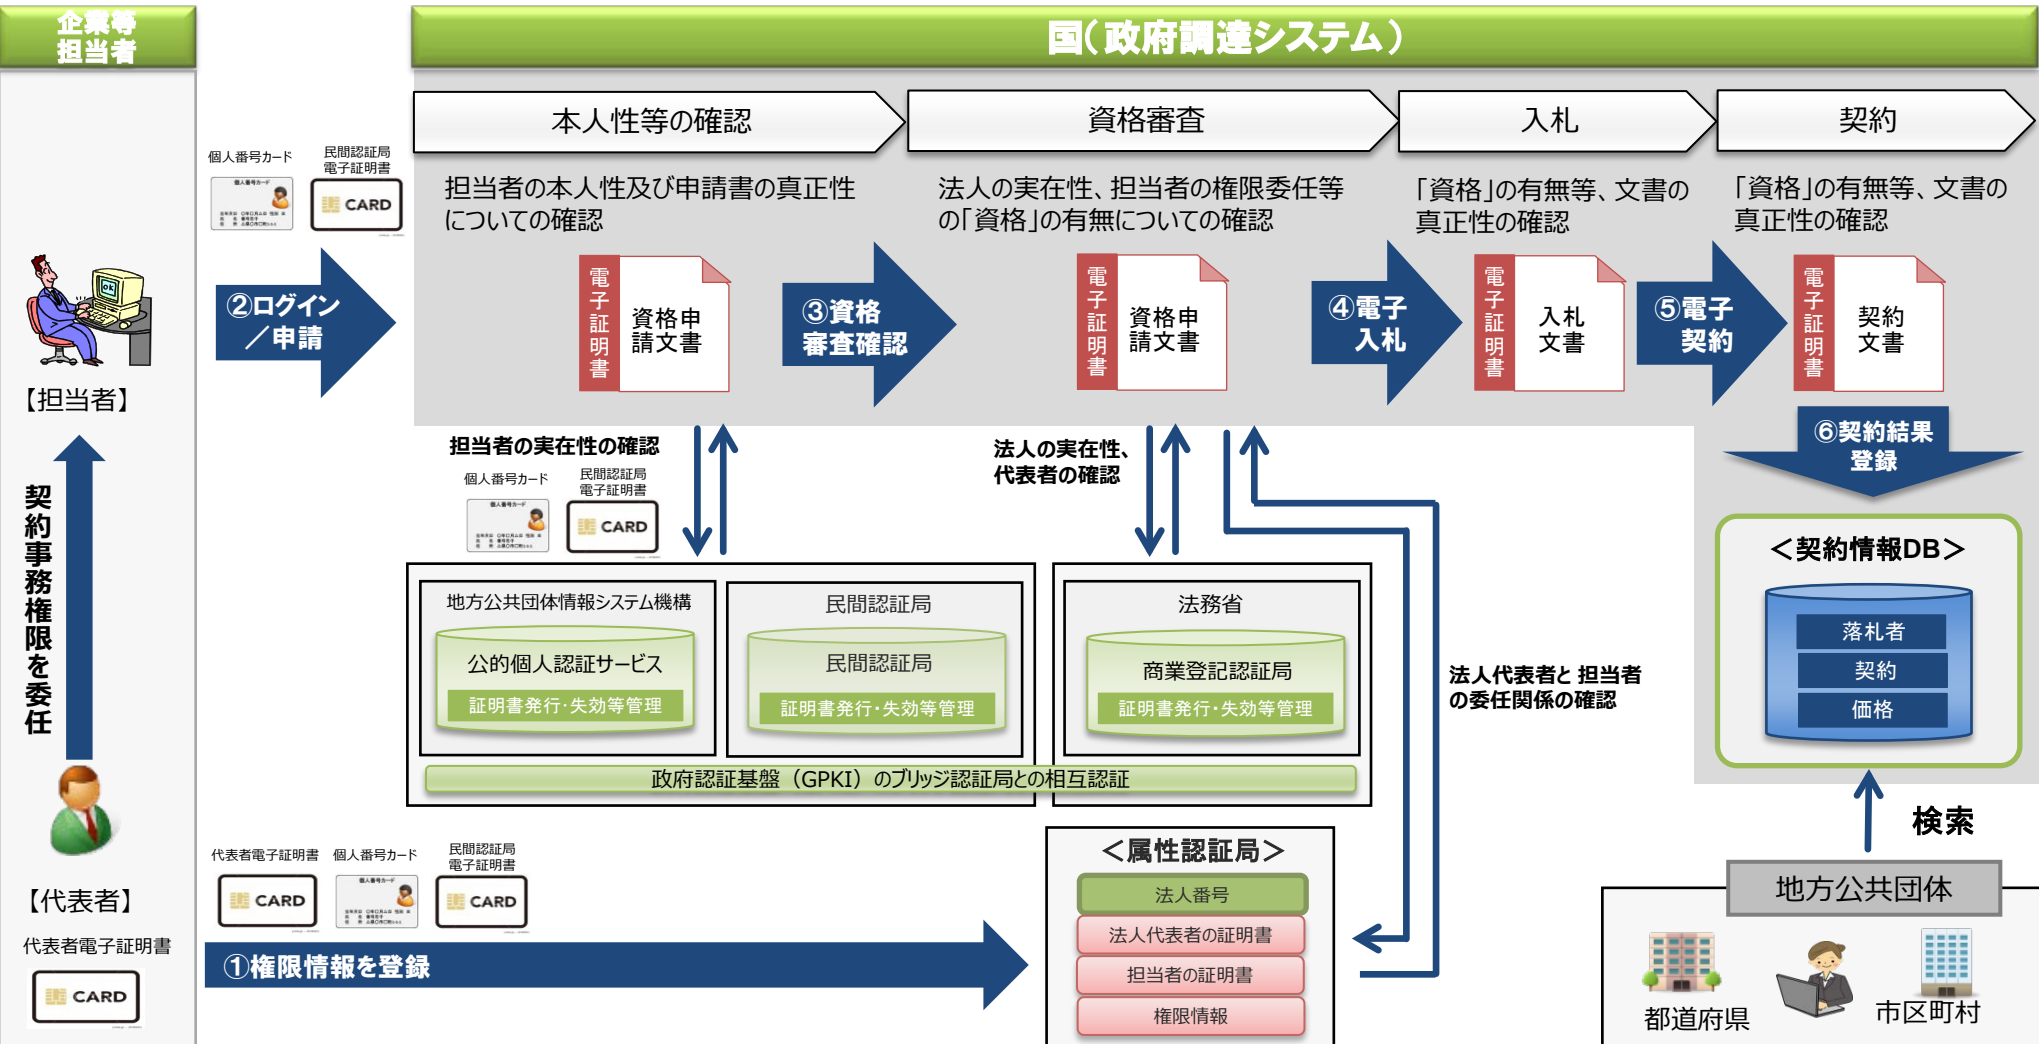 企業等
担当者
国(政府調達システム)
本人性等の確認
資格審査
入札
契約
個人番号カード
民間認証局
電子証明書
個人番号カード
CARD
担当者の本人性及び申請書の真正性
についての確認
法人の実在性、担当者の権限委任等
の「資格」の有無についての確認
「資格」の有無等、文書の
真正性の確認
「資格」の有無等、文書の
真正性の確認
OK
【担当者】
②ログイン
／申請
電子証明書
資格申
請文書
③資格
審査確認
電子証明書
資格申
請文書
④電子
入札
電子証明書
入札
文書
⑤電子
契約
電子証明書
契約
文書
⑥契約結果
登録
担当者の実在性の確認
個人番号カード
民間認証局
電子証明書
個人番号カード
CARD
法人の実在性、
代表者の確認
契約事務権限を委任
地方公共団体情報システム機構
公的個人認証サービス
証明書発行・失効等管理
民間認証局
民間認証局
証明書発行・失効等管理
法務省
商業登記認証局
証明書発行・失効等管理
政府認証基盤（GPKI）のブリッジ認証局との相互認証
法人代表者と 担当者
の委任関係の確認
＜契約情報DB＞
落札者
契約
価格
検索
【代表者】
代表者電子証明書
CARD
代表者電子証明書
個人番号カード
民間認証局
電子証明書
CARD
個人番号カード
CARD
①権限情報を登録
＜属性認証局＞
法人番号
法人代表者の証明書
担当者の証明書
権限情報
地方公共団体
都道府県
市区町村